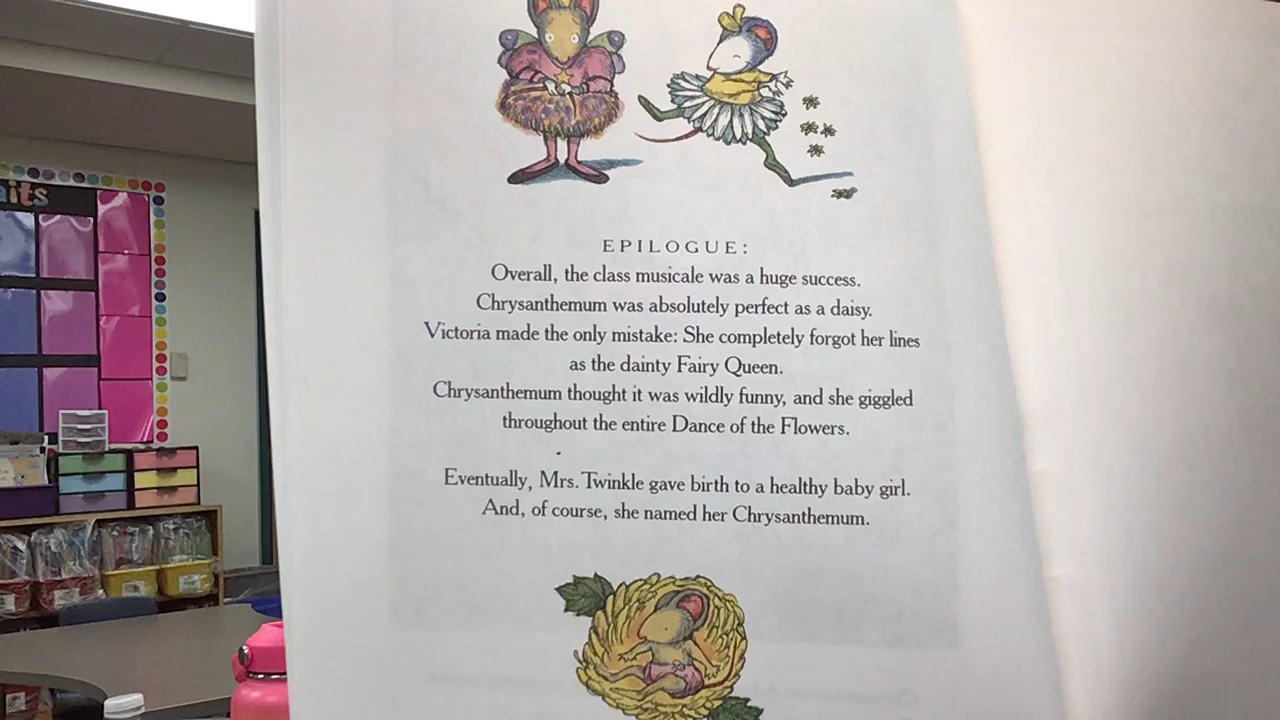 aits
EPILOGUE:
Overall, the class musicale was a huge success.
Chrysanthemum was absolutely perfect as a daisy.
Victoria made the only mistake: She completely forgot her lines
as the dainty Fairy Queen.
Chrysanthemum thought it was wildly funny, and she giggled
throughout the entire Dance of the Flowers.
Eventually, Mrs. Twinkle gave birth to a healthy baby girl.
And, of course, she named her Chrysanthemum.